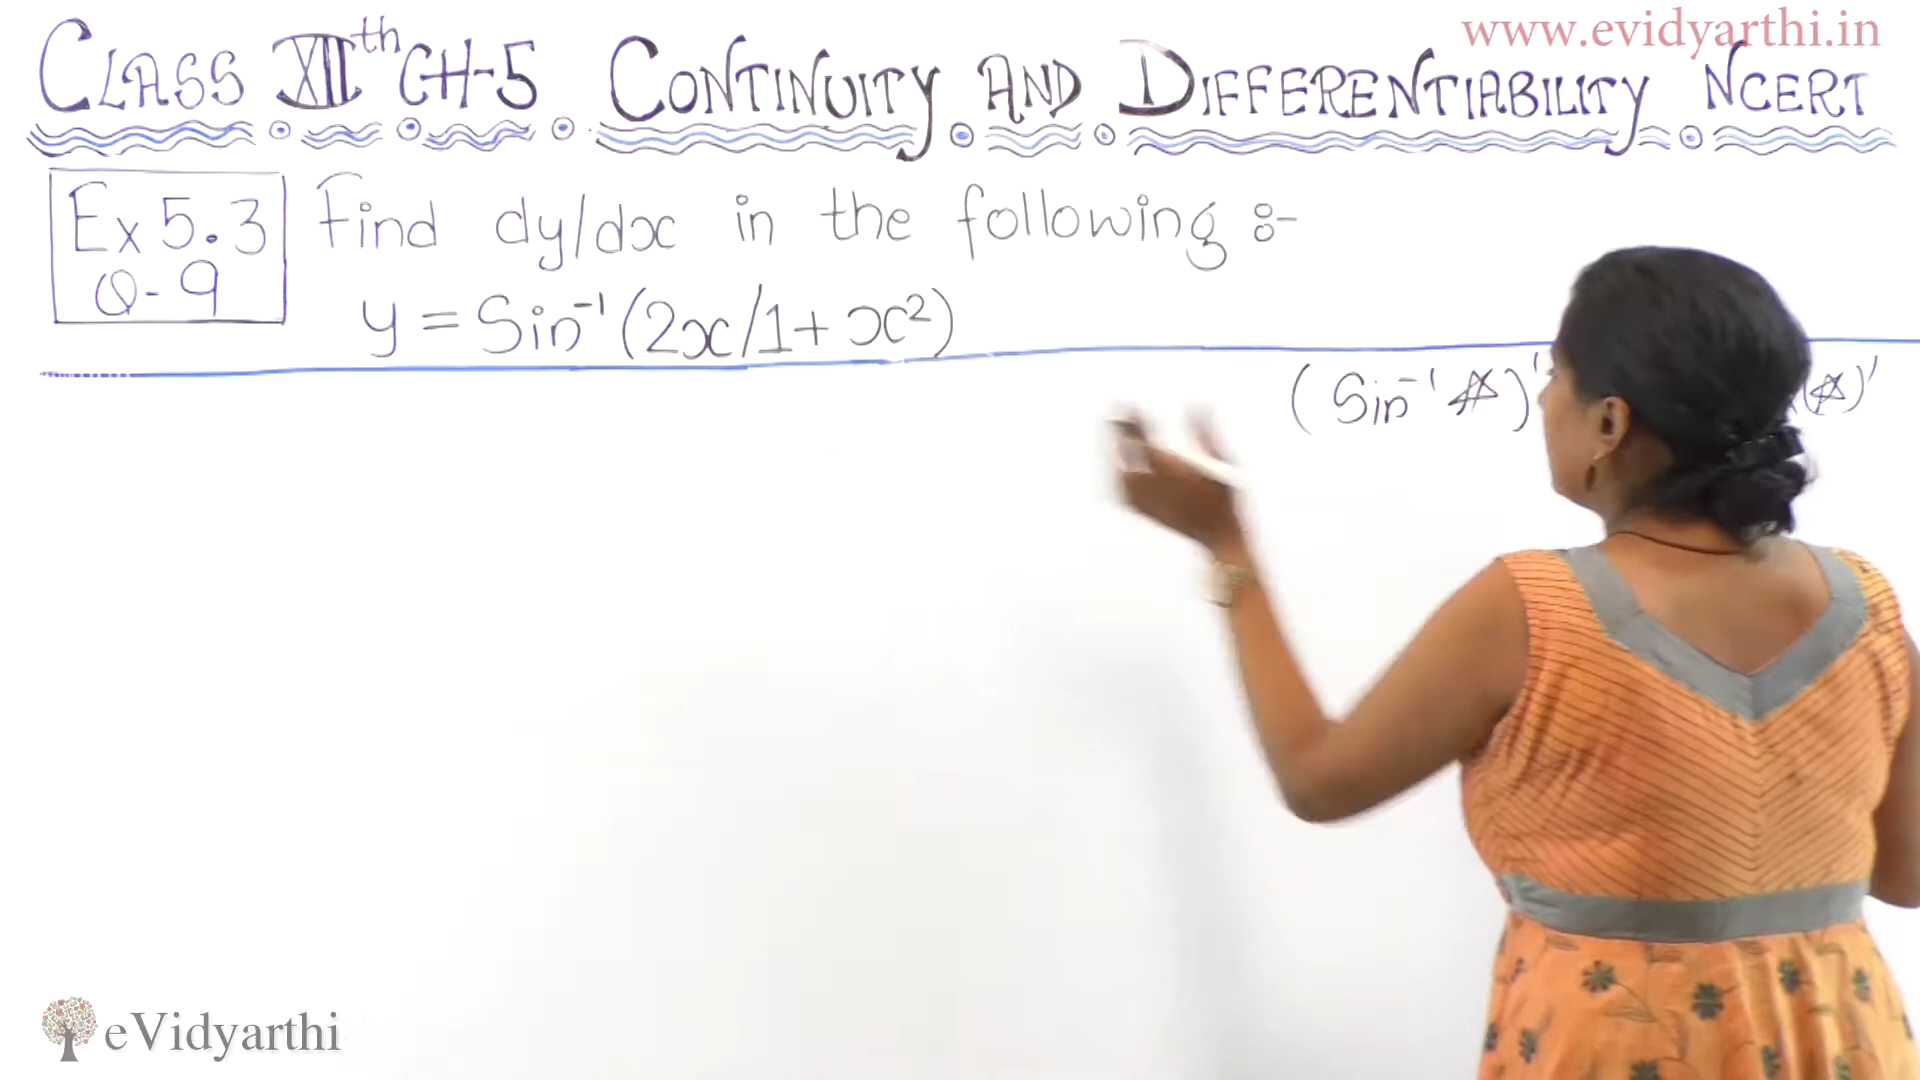 www.evidyarthi.in
CLASS XIIth CH-5 CONTINUITY AND DIFFERENTIABILITY NCERT
Ex 5.3 Find dy/dx in the following :-
Q-9 y = Sin⁻¹ (2x/1+x²)
(Sin⁻¹ ☆)' (☆)'
eVidyarthi